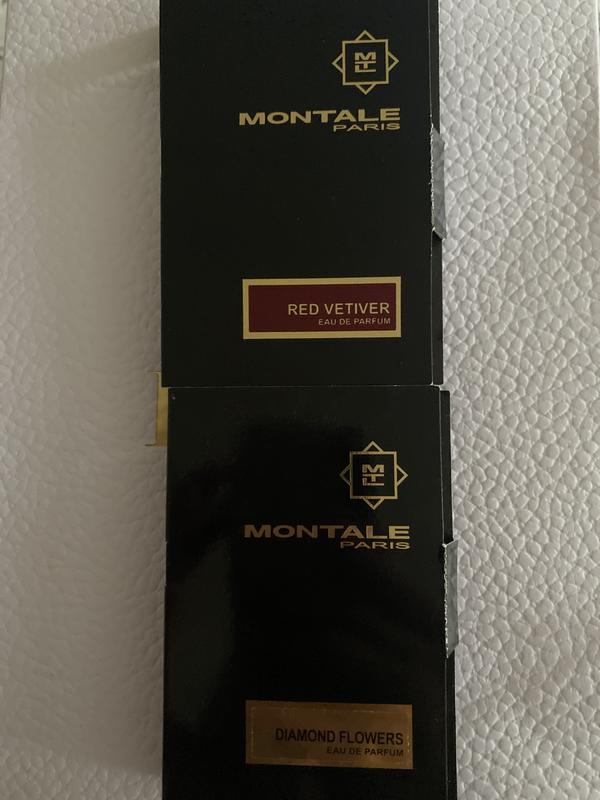 MONTALE
PARIS
RED VETIVER
EAU DE PARFUM
MONTALE
PARIS
DIAMOND FLOWERS
EAU DE PARFUM